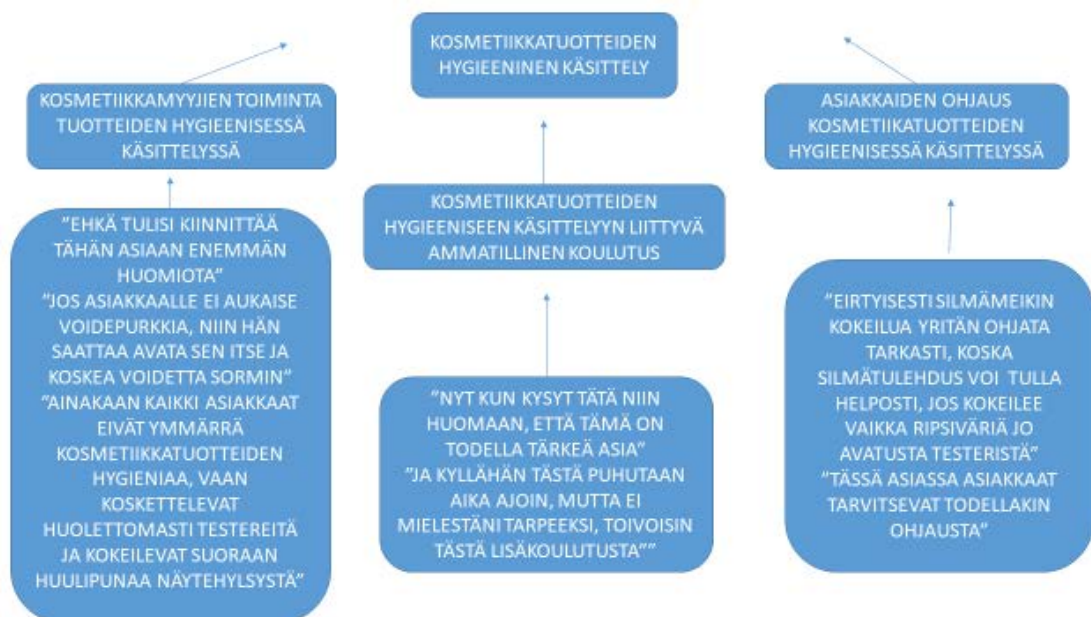 KOSMETIIKKATUOTTEIDEN
HYGIEENINEN KÄSITTELY
KOSMETIIKKAMYYJIEN TOIMINTA
TUOTTEIDEN HYGIEENISESSÄ
KÄSITTELYSSÄ
ASIAKKAIDEN OHJAUS
KOSMETIIKATUOTTEIDEN
HYGIEENISESSÄ KÄSITTELYSSÄ
KOSMETIIKKATUOTTEIDEN
HYGIEENISEEN KÄSITTELYYN LIITTYVÄ
AMMATILLINEN KOULUTUS
”EHKÄ TULISI KIINNITTÄÄ
TÄHÄN ASIAAN ENEMMÄN
HUOMIOTA”
”JOS ASIAKKAALLE EI AUKAISE
VOIDEPURKKIA, NIIN HÄN
SAATTAA AVATA SEN ITSE JA
KOSKEA VOIDETTA SORMIN”
”AINAKAAN KAIKKI ASIAKKAAT
EIVÄT YMMÄRRÄ
KOSMETIIKKATUOTTEIDEN
HYGIENIAA, VAAN
KOSKETTELEVAT
HUOLETTOMASTI TESTEREITÄ
JA KOKEILEVAT SUORAAN
HUULIPUNAA NÄYTEHYLSYSTÄ”
”NYT KUN KYSYT TÄTÄ NIIN
HUOMAAN, ETTÄ TÄMÄ ON
TODELLA TÄRKEÄ ASIA”
”JA KYLLÄHÄN TÄSTÄ PUHUTAAN
AIKA AJOIN, MUTTA EI
MIELESTÄNI TARPEEKSI, TOIVOISIN
TÄSTÄ LISÄKOULUTUSTA””
”EIRTYISESTI SILMÄMEIKIN
KOKEILUA YRITÄN OHJATA
TARKASTI, KOSKA
SILMÄTULEHDUS VOI TULLA
HELPOSTI, JOS KOKEILEE
VAIKKA RIPSIVÄRIÄ JO
AVATUSTA TESTERISTÄ”
”TÄSSÄ ASIASSA ASIAKKAAT
TARVITSEVAT TODELLAKIN
OHJAUSTA”